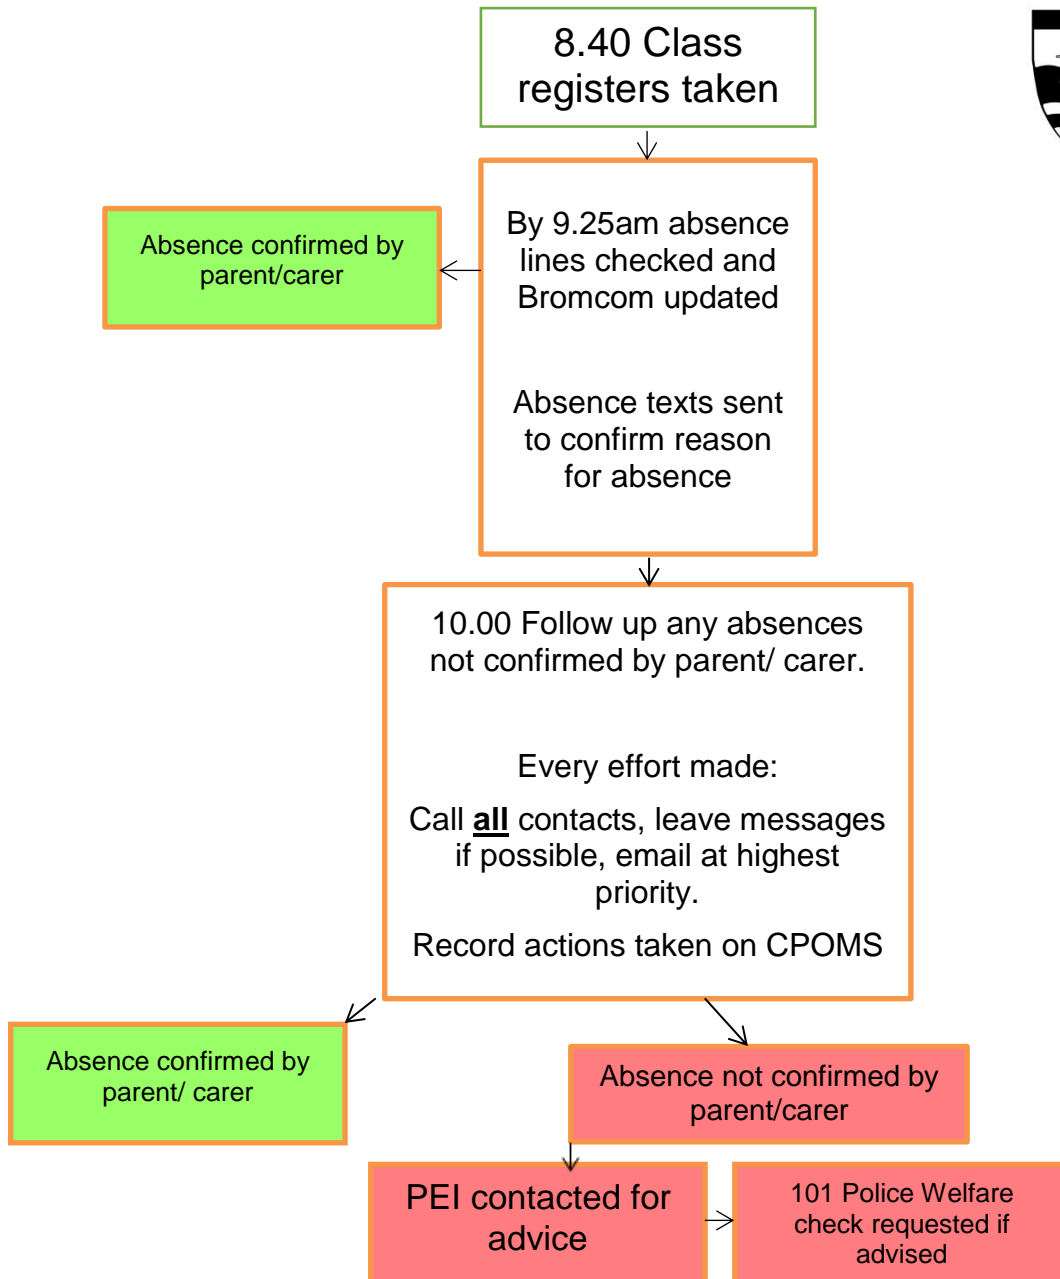 8.40 Class
registers taken
By 9.25am absence
lines checked and
Bromcom updated
Absence texts sent
to confirm reason
for absence
Absence confirmed by
parent/carer
10.00 Follow up any absences
not confirmed by parent/ carer.
Every effort made:
Call all contacts, leave messages
if possible, email at highest
priority.
Record actions taken on CPOMS
Absence confirmed by
parent/ carer
Absence not confirmed by
parent/carer
PEI contacted for
advice
101 Police Welfare
check requested if
advised